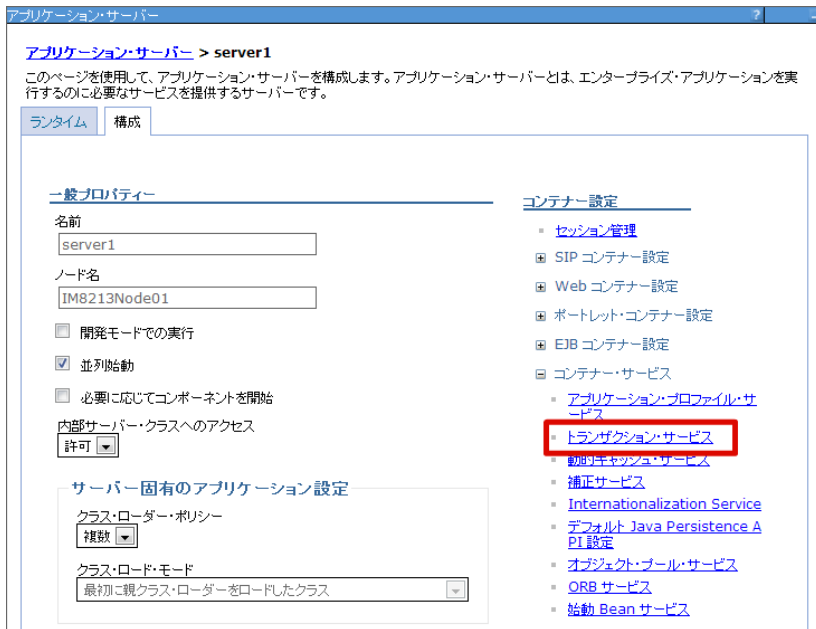 アプリケーション・サーバー
?
アプリケーション・サーバー > server1
このページを使用して、アプリケーション・サーバーを構成します。アプリケーション・サーバーとは、エンタープライズ・アプリケーションを実
行するのに必要なサービスを提供するサーバーです。
ランタイム
構成
一般プロパティー
名前
server1
ノード名
IM8213Node01
開発モードでの実行
並列始動
必要に応じてコンポーネントを開始
内部サーバー・クラスへのアクセス
許可
サーバー固有のアプリケーション設定
クラス・ローダー・ポリシー
複数
クラス・ロード・モード
最初に親クラス・ローダーをロードしたクラス
コンテナー設定
セッション管理
SIP コンテナー設定
Web コンテナー設定
ポートレット・コンテナー設定
EJB コンテナー設定
コンテナー・サービス
アプリケーション・プロファイル・サ
ービス
トランザクション・サービス
動的キャッシュ・サービス
補正サービス
Internationalization Service
デフォルト Java Persistence A
PI 設定
オブジェクト・プール・サービス
ORB サービス
始動 Bean サービス